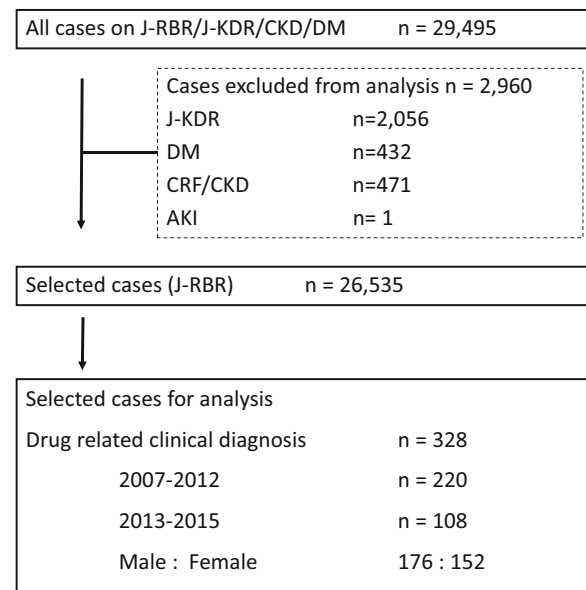 All cases on J-RBR/J-KDR/CKD/DM n = 29,495
Cases excluded from analysis n = 2,960
J-KDR n=2,056
DM n=432
CRF/CKD n=471
AKI n= 1
Selected cases (J-RBR) n = 26,535
Selected cases for analysis
Drug related clinical diagnosis n = 328
2007-2012 n = 220
2013-2015 n = 108
Male : Female 176 : 152